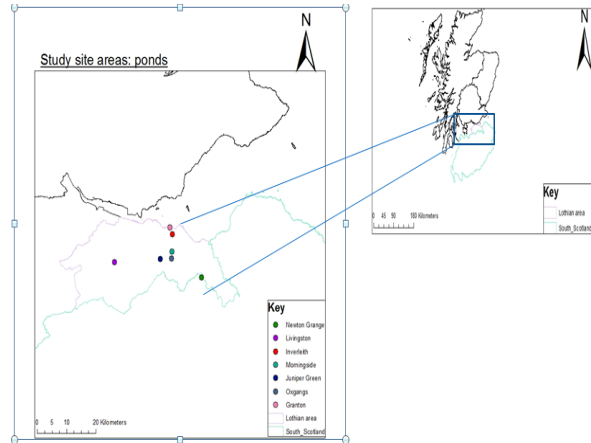 N
Study site areas: ponds
Key
Newton Grange
Livingston
Inverleith
Morningside
Juniper Green
Oxgangs
Granton
Lothian area
South_Scotland
0 5 10 20 Kilometers
N
Key
Lothian area
South_Scotland
0 45 90 180 Kilometers